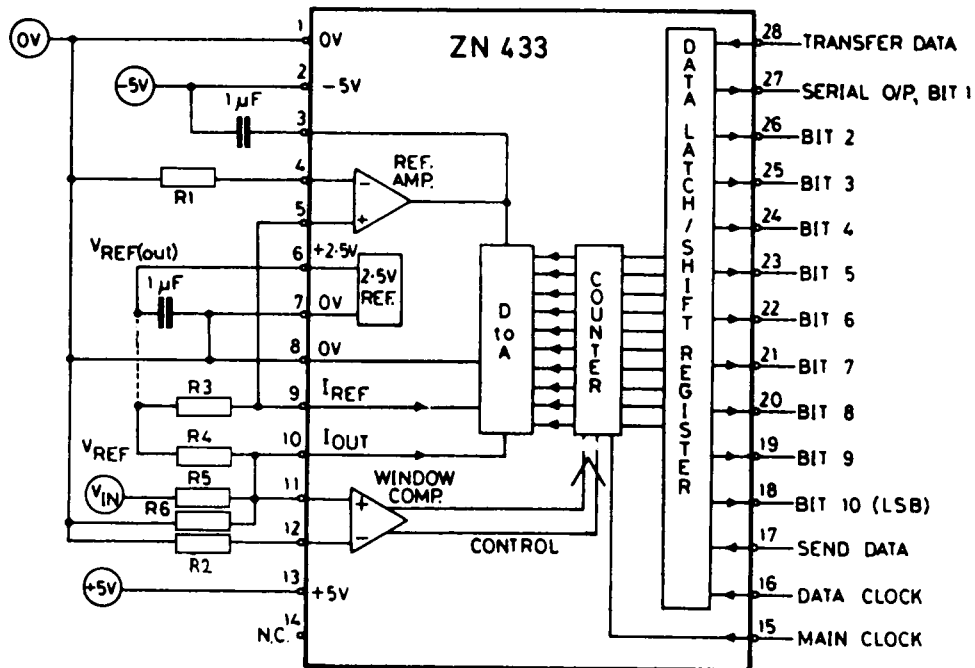 ZN 433
0V
1
0V
-5V
2
-5V
1µF
3
REF.
AMP.
4
R1
-
5
+
VREF(out)
6
+2.5V
2.5V
REF.
1µF
7
0V
8
0V
D
to
A
COUNTER
DATA LATCH / SHIFT REGISTER
R3
9
IREF
VREF
R4
10
IOUT
VIN
R5
11
WINDOW
COMP.
+
R6
12
-
CONTROL
R2
+5V
13
+5V
14
N.C.
28
TRANSFER DATA
27
SERIAL O/P, BIT 1
26
BIT 2
25
BIT 3
24
BIT 4
23
BIT 5
22
BIT 6
21
BIT 7
20
BIT 8
19
BIT 9
18
BIT 10 (LSB)
17
SEND DATA
16
DATA CLOCK
15
MAIN CLOCK